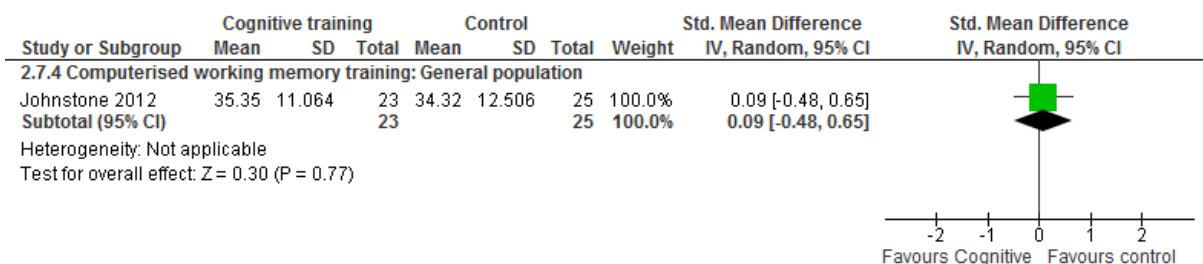 Cognitive training Control Std. Mean Difference Std. Mean Difference
Study or Subgroup Mean SD Total Mean SD Total Weight IV, Random, 95% CI IV, Random, 95% CI
2.7.4 Computerised working memory training: General population
Johnstone 2012 35.35 11.064 23 34.32 12.506 25 100.0% 0.09 [-0.48, 0.65]
Subtotal (95% CI) 23 25 100.0% 0.09 [-0.48, 0.65]
Heterogeneity: Not applicable
Test for overall effect: Z = 0.30 (P = 0.77)
-2 -1 0 1 2
Favours Cognitive Favours control